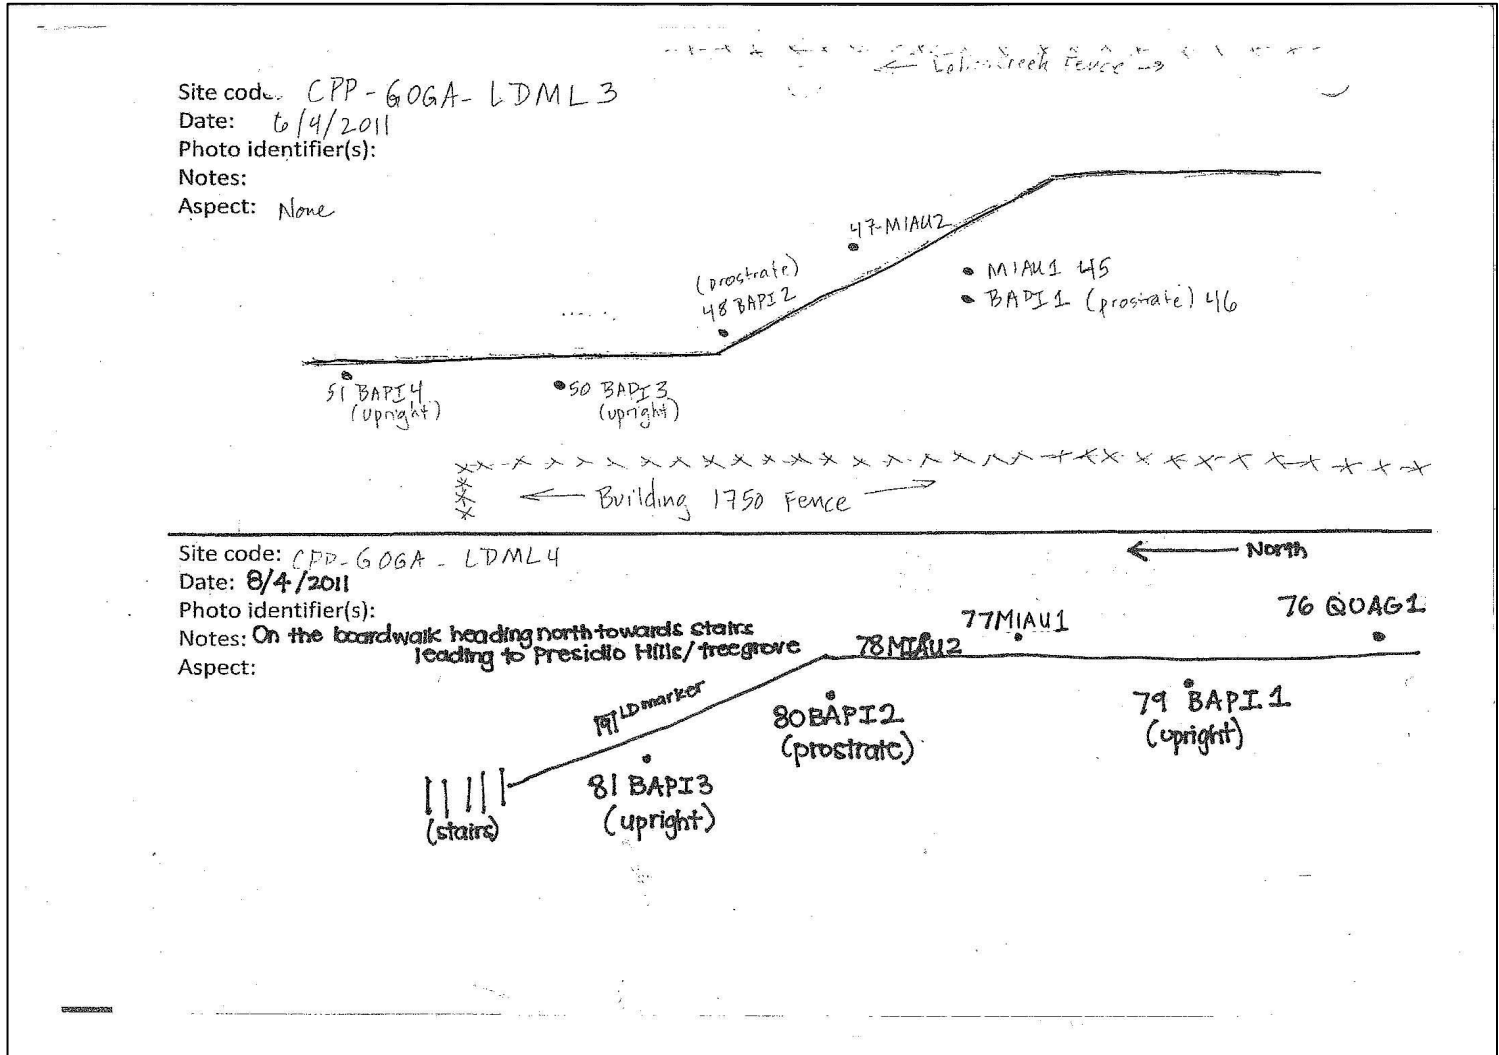 ← Lobos Creek Fence →
Site code: CPP-GOGA-LDML3
Date: 6/4/2011
Photo identifier(s):
Notes:
Aspect: None
47-MIAU2
(prostrate)
48 BAPI2
MIAU1 45
BAPI1 (prostrate) 46
51 BAPI4
(upright)
50 BAPI3
(upright)
← Building 1750 Fence →
Site code: CPP-GOGA-LDML4
← North
Date: 8/4/2011
Photo identifier(s):
76 QUAG1
Notes: On the boardwalk heading north towards stairs
leading to Presidio Hills/treegrove
77MIAU1
78MIAU2
Aspect:
LD marker
79 BAPI1
(upright)
80BAPI2
(prostrate)
81 BAPI3
(upright)
(stairs)